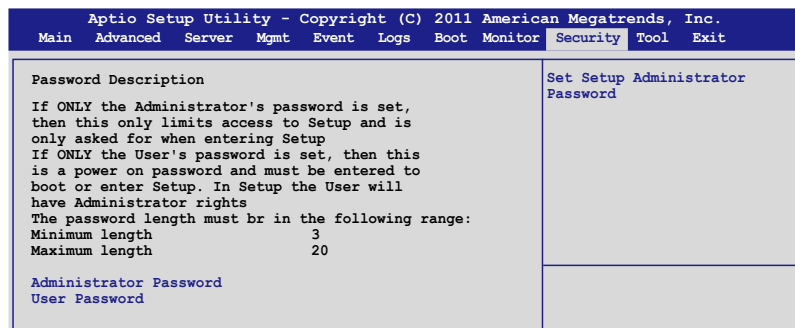 Aptio Setup Utility - Copyright (C) 2011 American Megatrends, Inc.
Main Advanced Server Mgmt Event Logs Boot Monitor Security Tool Exit
Password Description
If ONLY the Administrator's password is set,
then this only limits access to Setup and is
only asked for when entering Setup
If ONLY the User's password is set, then this
is a power on password and must be entered to
boot or enter Setup. In Setup the User will
have Administrator rights
The password length must br in the following range:
Minimum length 3
Maximum length 20
Administrator Password
User Password
Set Setup Administrator
Password